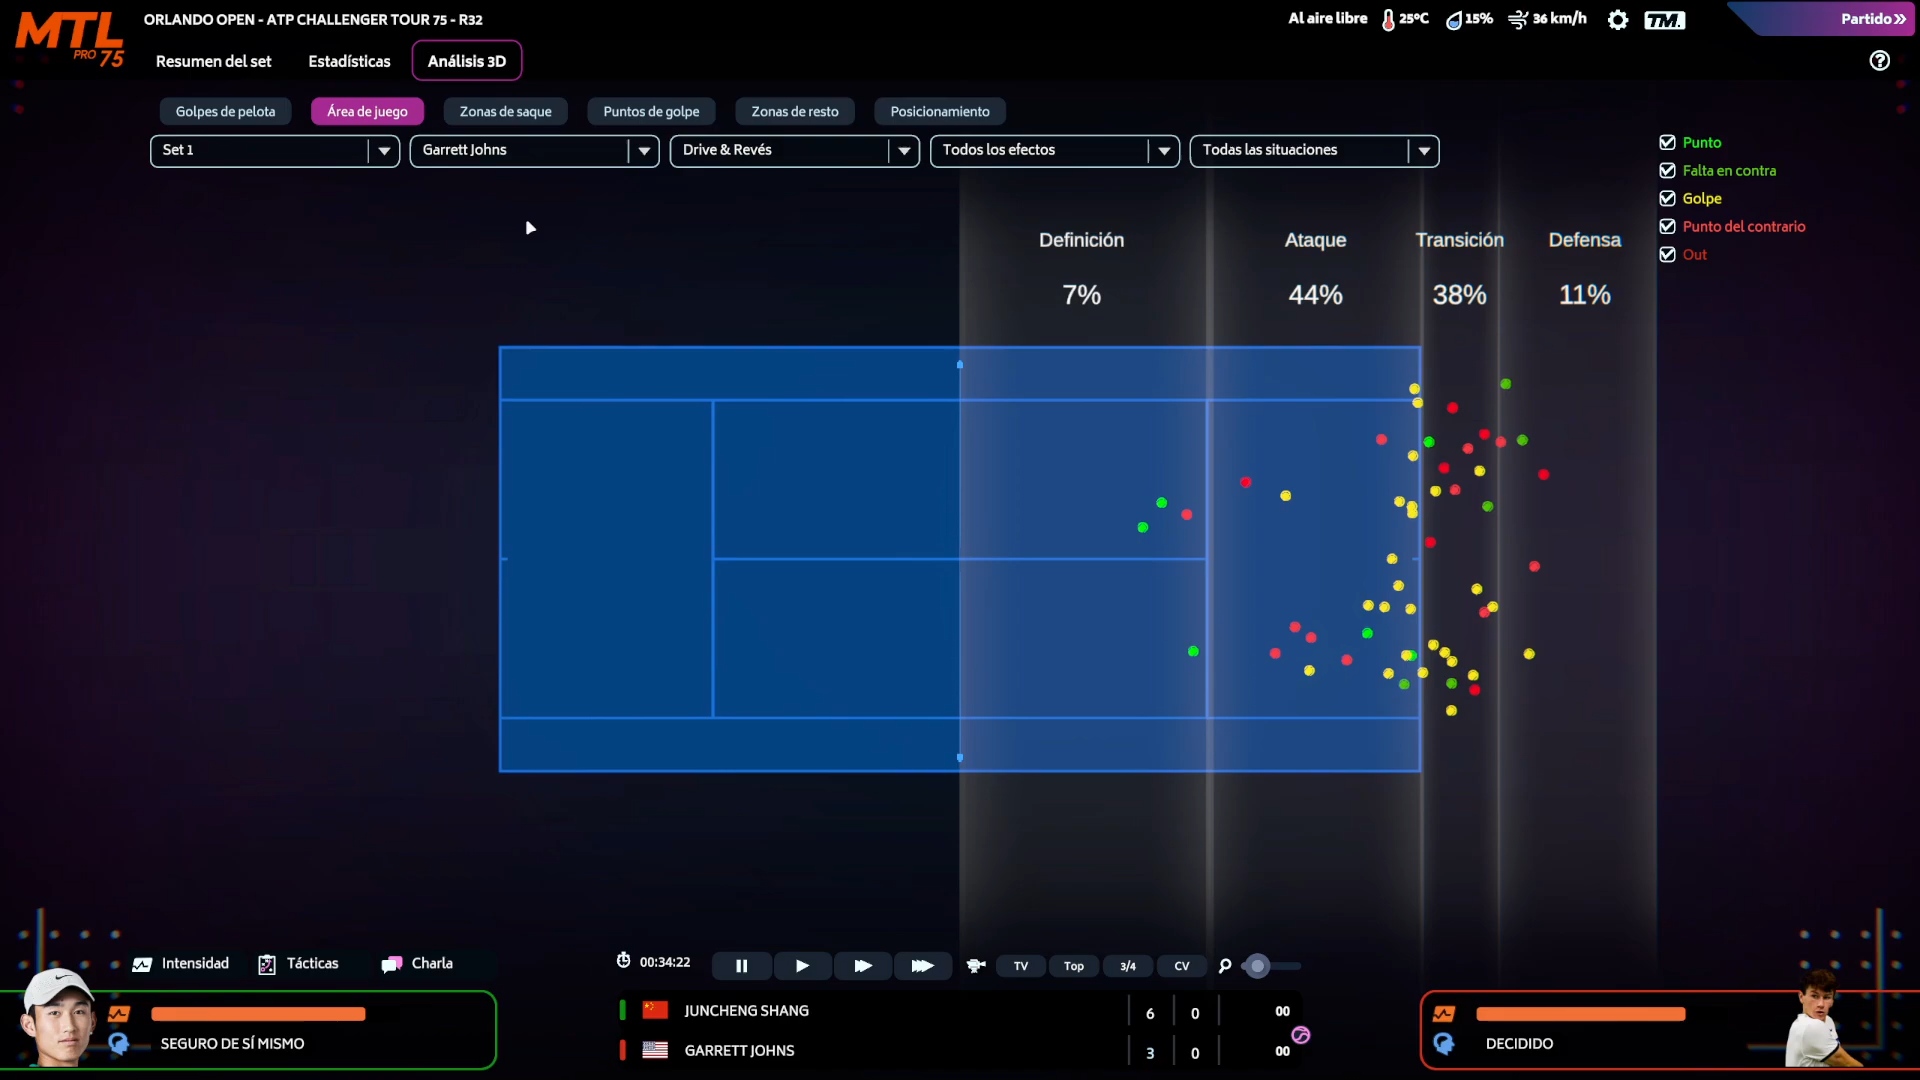 MTL
PRO 75
ORLANDO OPEN - ATP CHALLENGER TOUR 75 - R32
Al aire libre 25ºC 15% 36 km/h TM. Partido
Resumen del set Estadísticas Análisis 3D
Golpes de pelota Área de juego Zonas de saque Puntos de golpe Zonas de resto Posicionamiento
Set 1 Garrett Johns Drive & Revés Todos los efectos Todas las situaciones
Punto
Falta en contra
Golpe
Punto del contrario
Out
Definición Ataque Transición Defensa
7% 44% 38% 11%
Intensidad Tácticas Charla
00:34:22 TV Top 3/4 CV
JUNCHENG SHANG 6 0 00
GARRETT JOHNS 3 0 00
SEGURO DE SÍ MISMO
DECIDIDO